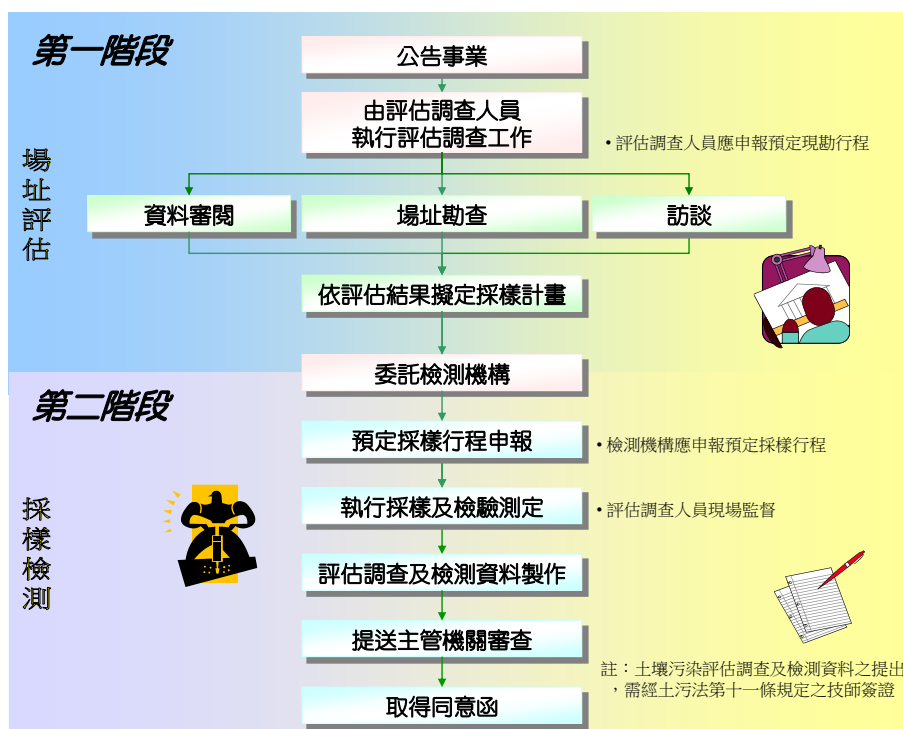 第一階段
公告事業
由評估調查人員
執行評估調查工作
•評估調查人員應申報預定現勘行程
場址評估
資料審閱
場址勘查
訪談
依評估結果擬定採樣計畫
委託檢測機構
第二階段
預定採樣行程申報
•檢測機構應申報預定採樣行程
採樣檢測
執行採樣及檢驗測定
•評估調查人員現場監督
評估調查及檢測資料製作
提送主管機關審查
註：土壤污染評估調查及檢測資料之提出
，需經土污法第十一條規定之技師簽證
取得同意函